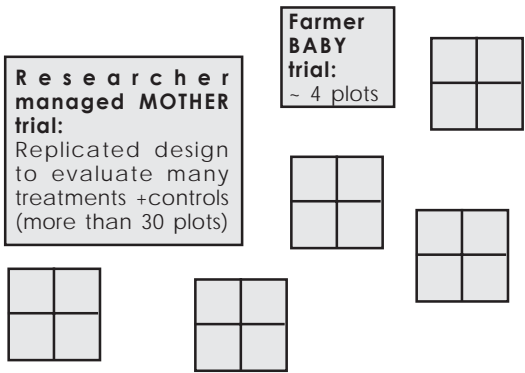 Researcher
managed MOTHER
trial:
Replicated design
to evaluate many
treatments +controls
(more than 30 plots)
Farmer
BABY
trial:
~ 4 plots